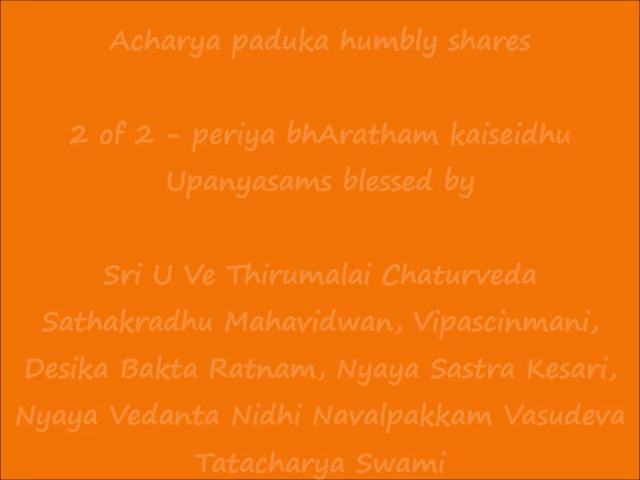 Acharya paduka humbly shares
2 of 2 - periya bhAratham kaiseidhu
Upanyasams blessed by
Sri U Ve Thirumalai Chaturveda
Sathakradhu Mahavidwan, Vipascinmani,
Desika Bakta Ratnam, Nyaya Sastra Kesari,
Nyaya Vedanta Nidhi Navalpakkam Vasudeva
Tatacharya Swami